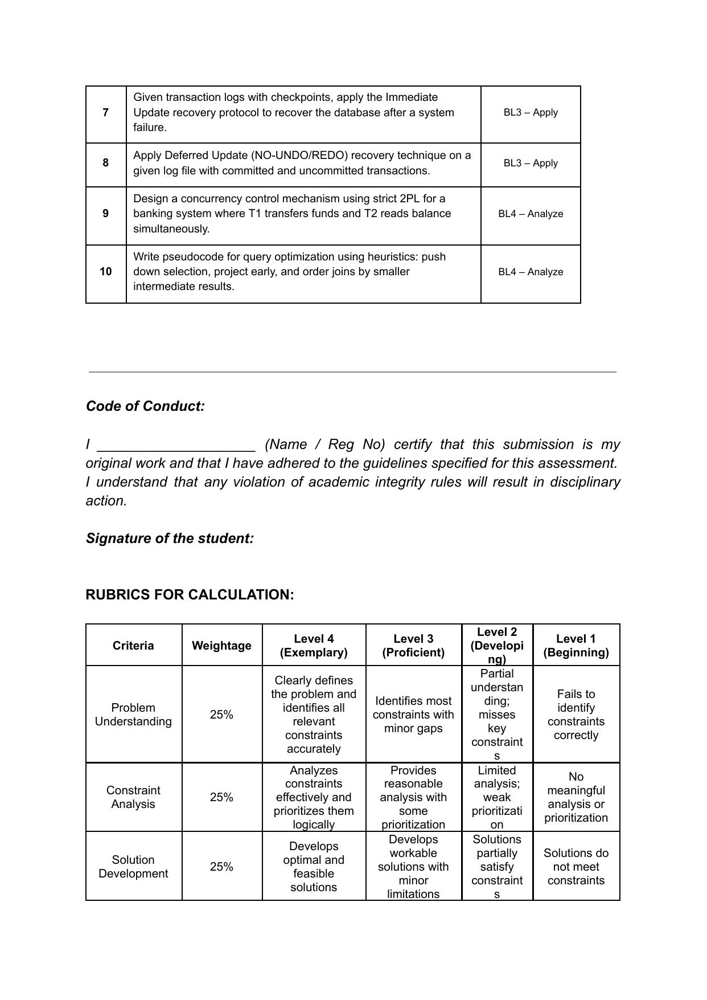 7
Given transaction logs with checkpoints, apply the Immediate
Update recovery protocol to recover the database after a system
failure.
BL3 – Apply
8
Apply Deferred Update (NO-UNDO/REDO) recovery technique on a
given log file with committed and uncommitted transactions.
BL3 – Apply
9
Design a concurrency control mechanism using strict 2PL for a
banking system where T1 transfers funds and T2 reads balance
simultaneously.
BL4 – Analyze
10
Write pseudocode for query optimization using heuristics: push
down selection, project early, and order joins by smaller
intermediate results.
BL4 – Analyze
Code of Conduct:
I ____________________ (Name / Reg No) certify that this submission is my
original work and that I have adhered to the guidelines specified for this assessment.
I understand that any violation of academic integrity rules will result in disciplinary
action.
Signature of the student:
RUBRICS FOR CALCULATION:
Criteria
Weightage
Level 4
(Exemplary)
Level 3
(Proficient)
Level 2
(Developi
ng)
Level 1
(Beginning)
Problem
Understanding
25%
Clearly defines
the problem and
identifies all
relevant
constraints
accurately
Identifies most
constraints with
minor gaps
Partial
understan
ding;
misses
key
constraint
s
Fails to
identify
constraints
correctly
Constraint
Analysis
25%
Analyzes
constraints
effectively and
prioritizes them
logically
Provides
reasonable
analysis with
some
prioritization
Limited
analysis;
weak
prioritizati
on
No
meaningful
analysis or
prioritization
Solution
Development
25%
Develops
optimal and
feasible
solutions
Develops
workable
solutions with
minor
limitations
Solutions
partially
satisfy
constraint
s
Solutions do
not meet
constraints